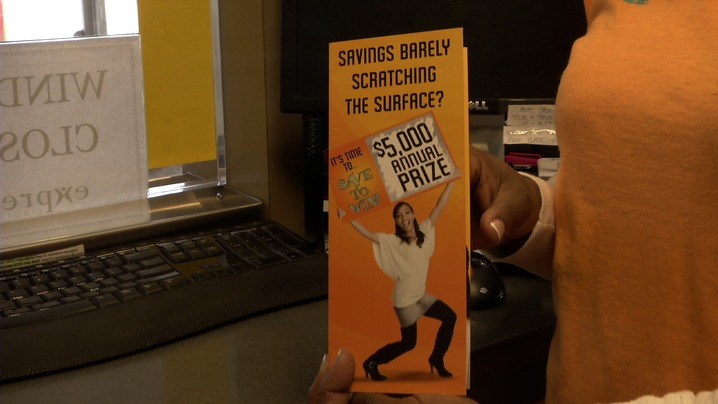 SAVINGS BARELY
SCRATCHING
THE SURFACE?
IT'S TIME
TO...
SAVE
TO
WIN!
$5,000
ANNUAL
PRIZE
DELL
WIND
CLOS
expre